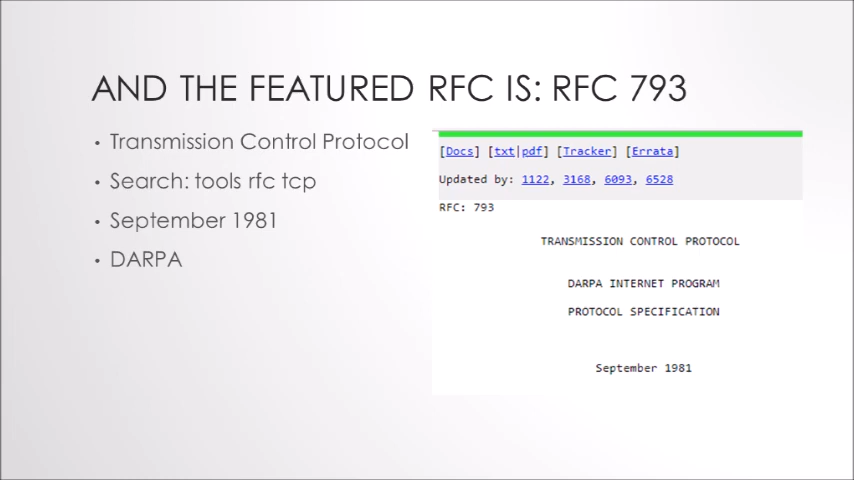 AND THE FEATURED RFC IS: RFC 793
• Transmission Control Protocol
• Search: tools rfc tcp
• September 1981
• DARPA
[Docs] [txt|pdf] [Tracker] [Errata]
Updated by: 1122, 3168, 6093, 6528
RFC: 793
TRANSMISSION CONTROL PROTOCOL
DARPA INTERNET PROGRAM
PROTOCOL SPECIFICATION
September 1981